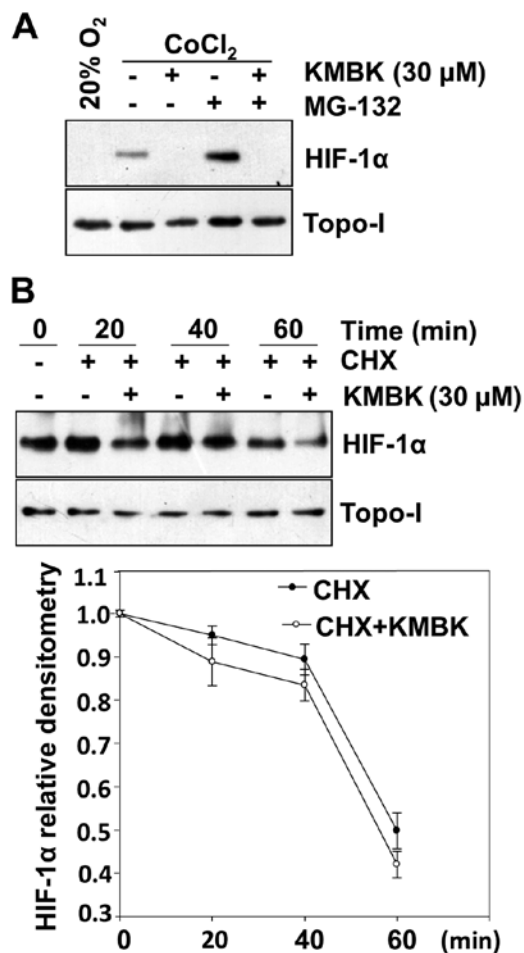 A
20% O₂
CoCl₂
- + - + KMBK (30 µM)
- - + + MG-132
HIF-1α
Topo-I
B
0 20 40 60 Time (min)
- + + + + + + CHX
- - + - + - + KMBK (30 µM)
HIF-1α
Topo-I
HIF-1α relative densitometry
1.1
1.0
0.9
0.8
0.7
0.6
0.5
0.4
0.3
CHX
CHX+KMBK
0 20 40 60 (min)